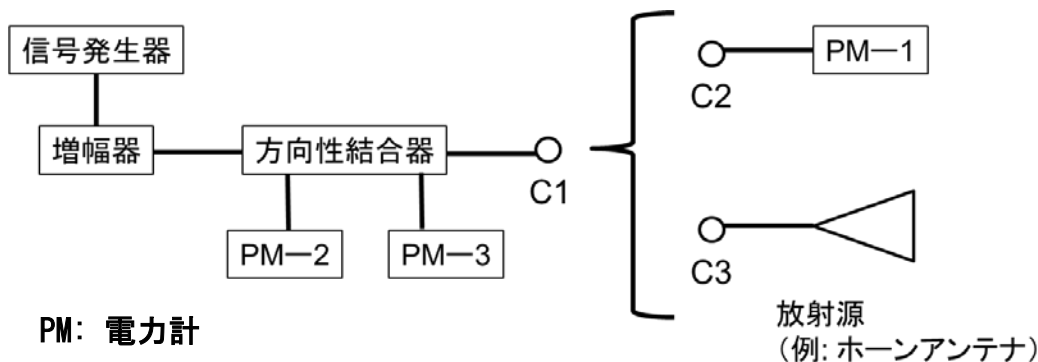 信号発生器
増幅器
方向性結合器
PM—2
PM—3
C1
C2
PM—1
C3
放射源
(例: ホーンアンテナ)
PM: 電力計